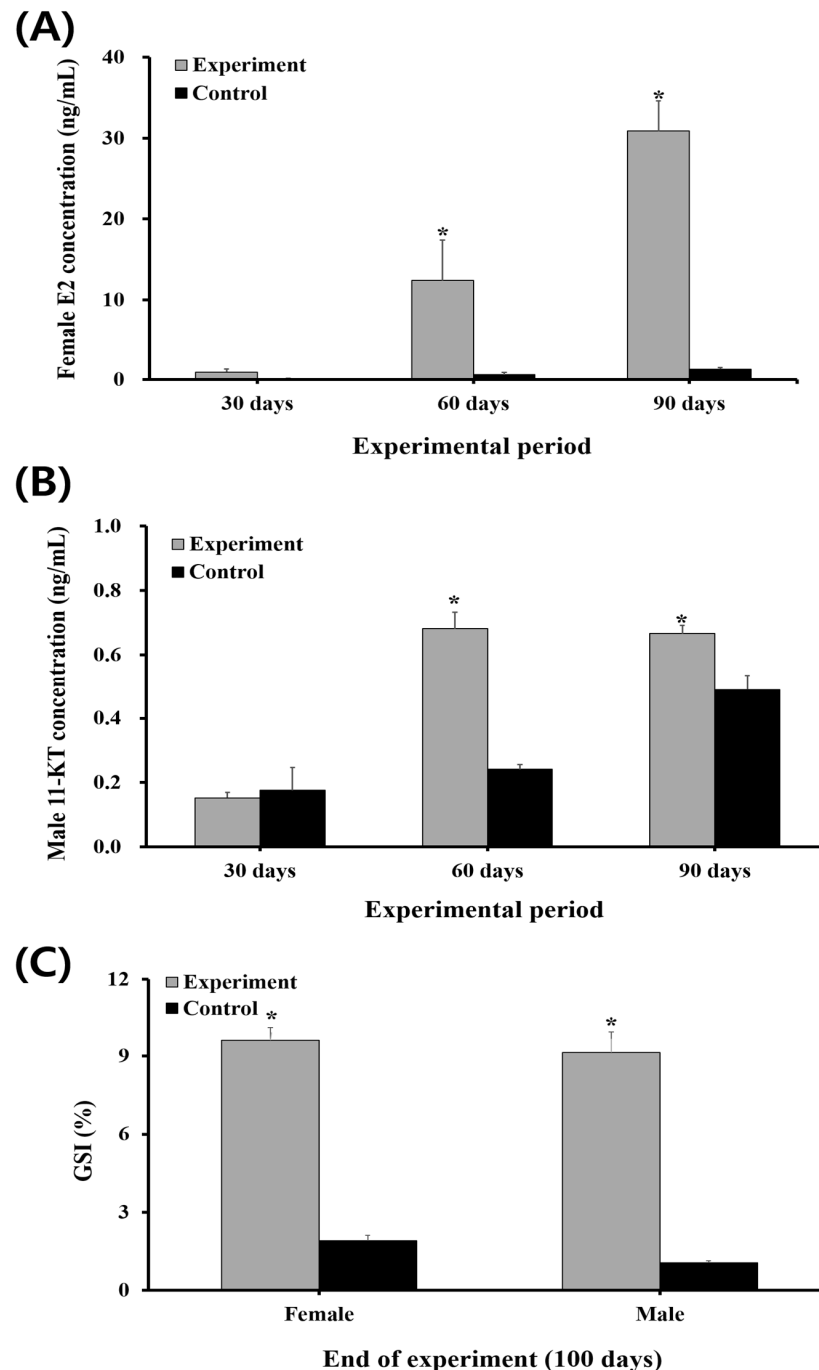 (A)
Female E2 concentration (ng/mL)
40
30
20
10
0
Experiment
Control
*
*
30 days
60 days
90 days
Experimental period
(B)
Male 11-KT concentration (ng/mL)
1.0
0.8
0.6
0.4
0.2
0.0
Experiment
Control
*
*
30 days
60 days
90 days
Experimental period
(C)
GSI (%)
12
9
6
3
0
Experiment
Control
*
*
Female
Male
End of experiment (100 days)